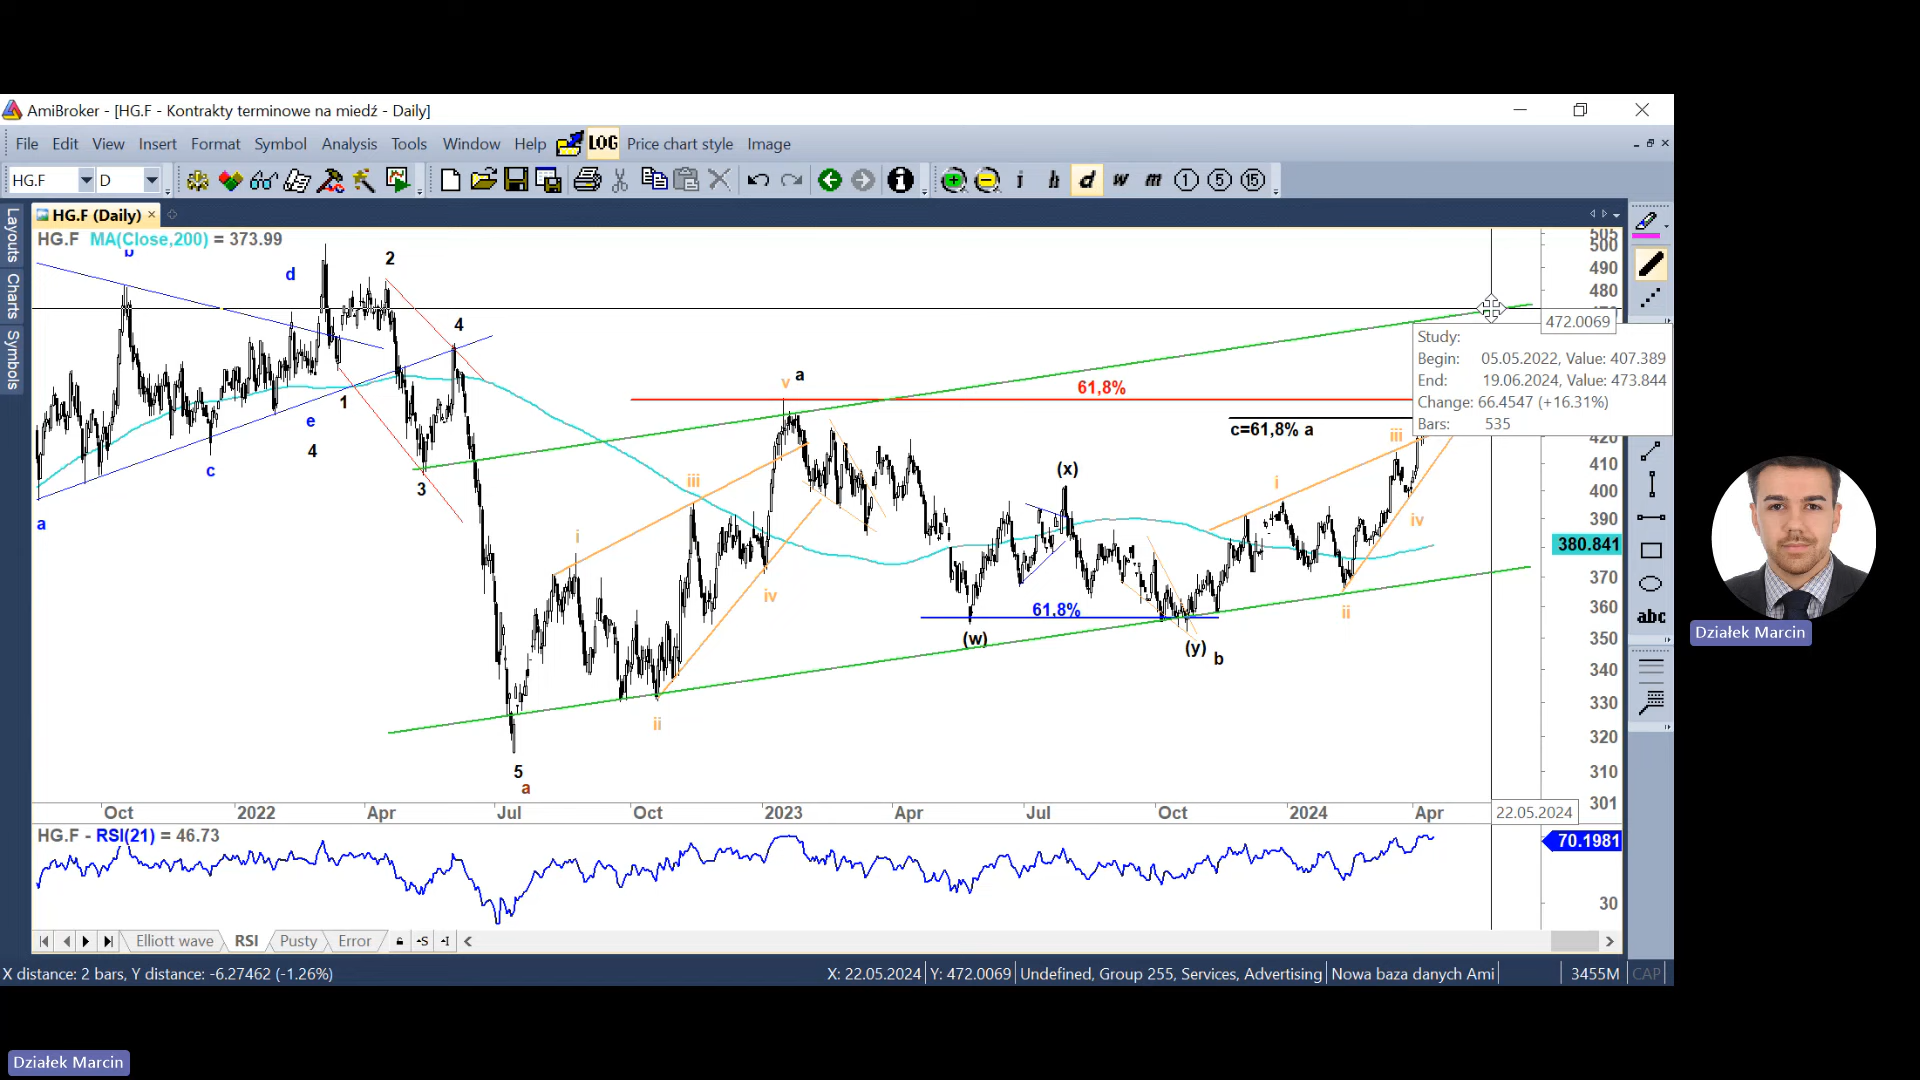 AmiBroker - [HG.F - Kontrakty terminowe na miedź - Daily]
File Edit View Insert Format Symbol Analysis Tools Window Help LOG Price chart style Image
HG.F D i h d w m 1 5 15
Layouts
Charts
Symbols
HG.F (Daily)
HG.F MA(Close,200) = 373.99
505
500
490
480
472.0069
Study:
Begin: 05.05.2022, Value: 407.389
End: 19.06.2024, Value: 473.844
Change: 66.4547 (+16.31%)
Bars: 535
420
410
400
390
380.841
370
360
350
340
330
320
310
301
b
d
2
4
1
e
4
c
3
a
5
a
i
ii
iii
iv
v a
61,8%
c=61,8% a
(x)
61,8%
(w)
(y)
b
i
ii
iii
iv
abc
Oct 2022 Apr Jul Oct 2023 Apr Jul Oct 2024 Apr 22.05.2024
HG.F - RSI(21) = 46.73
70.1981
30
Elliott wave RSI Pusty Error S I
X distance: 2 bars, Y distance: -6.27462 (-1.26%)
X: 22.05.2024 Y: 472.0069 Undefined, Group 255, Services, Advertising Nowa baza danych Ami 3455M CAP
Działek Marcin
Działek Marcin